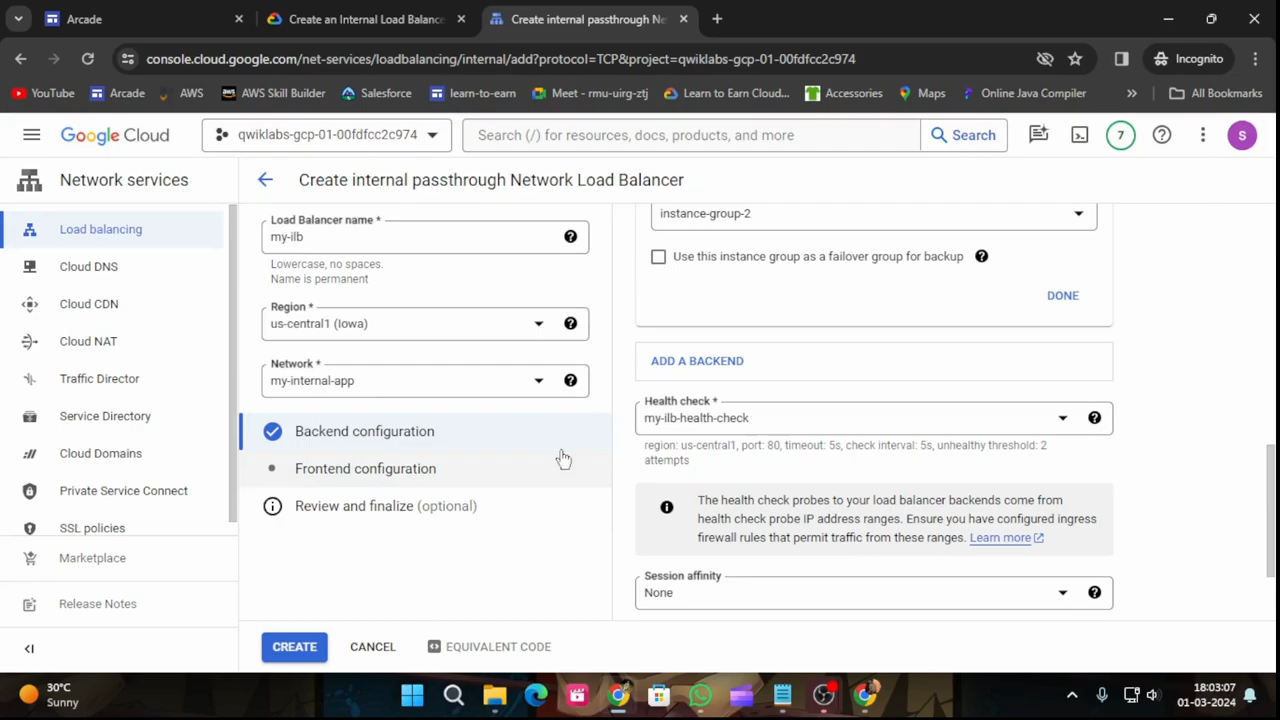 Arcade
Create an Internal Load Balance
Create internal passthrough Ne
console.cloud.google.com/net-services/loadbalancing/internal/add?protocol=TCP&project=qwiklabs-gcp-01-00fdfcc2c974
Incognito
YouTube
Arcade
AWS
AWS Skill Builder
Salesforce
learn-to-earn
Meet - rmu-uirg-ztj
Learn to Earn Cloud...
Accessories
Maps
Online Java Compiler
All Bookmarks
Google Cloud
qwiklabs-gcp-01-00fdfcc2c974
Search (/) for resources, docs, products, and more
Search
7
S
Network services
Create internal passthrough Network Load Balancer
Load balancing
Cloud DNS
Cloud CDN
Cloud NAT
Traffic Director
Service Directory
Cloud Domains
Private Service Connect
SSL policies
Marketplace
Release Notes
Load Balancer name *
my-ilb
Lowercase, no spaces.
Name is permanent
Region *
us-central1 (Iowa)
Network *
my-internal-app
Backend configuration
Frontend configuration
Review and finalize (optional)
instance-group-2
Use this instance group as a failover group for backup
DONE
ADD A BACKEND
Health check *
my-ilb-health-check
region: us-central1, port: 80, timeout: 5s, check interval: 5s, unhealthy threshold: 2
attempts
The health check probes to your load balancer backends come from
health check probe IP address ranges. Ensure you have configured ingress
firewall rules that permit traffic from these ranges. Learn more
Session affinity
None
CREATE
CANCEL
EQUIVALENT CODE
30°C
Sunny
18:03:07
01-03-2024